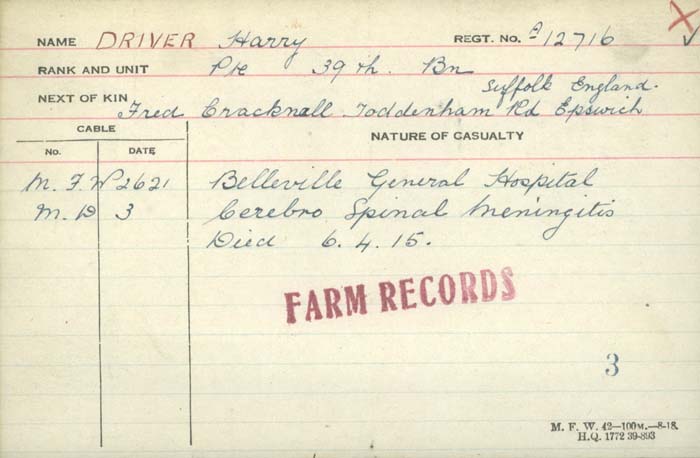 NAME DRIVER Harry REGT. No. A 12716
RANK AND UNIT Pte 39th. Bn
Suffolk England.
NEXT OF KIN Fred Cracknall Toddenham Rd Epswich
CABLE
NATURE OF CASUALTY
No. DATE
M. F. W 2621 Belleville General Hospital
M. D 3 Cerebro Spinal Meningitis
Died 6. 4. 15.
FARM RECORDS
3
M. F. W. 42—100M.—8-18.
H.Q. 1772 39-893